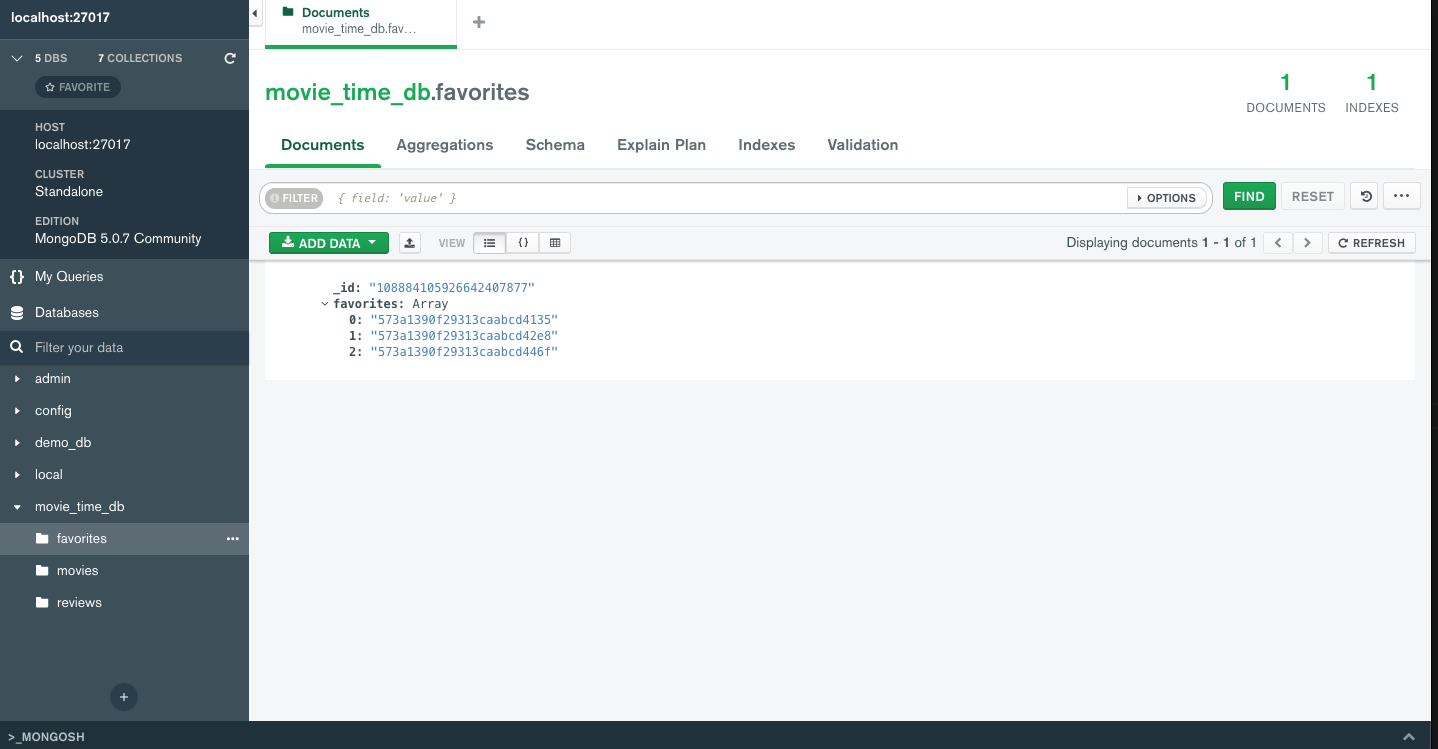 localhost:27017
5 DBS 7 COLLECTIONS
FAVORITE
HOST
localhost:27017
CLUSTER
Standalone
EDITION
MongoDB 5.0.7 Community
{} My Queries
Databases
Filter your data
admin
config
demo_db
local
movie_time_db
favorites
movies
reviews
+
>_MONGOSH
Documents
movie_time_db.fav…
+
movie_time_db.favorites
1
DOCUMENTS
1
INDEXES
Documents Aggregations Schema Explain Plan Indexes Validation
FILTER { field: 'value' } OPTIONS FIND RESET ...
ADD DATA VIEW {} Displaying documents 1 - 1 of 1 < > REFRESH
_id: "108884105926642407877"
favorites: Array
0: "573a1390f29313caabcd4135"
1: "573a1390f29313caabcd42e8"
2: "573a1390f29313caabcd446f"